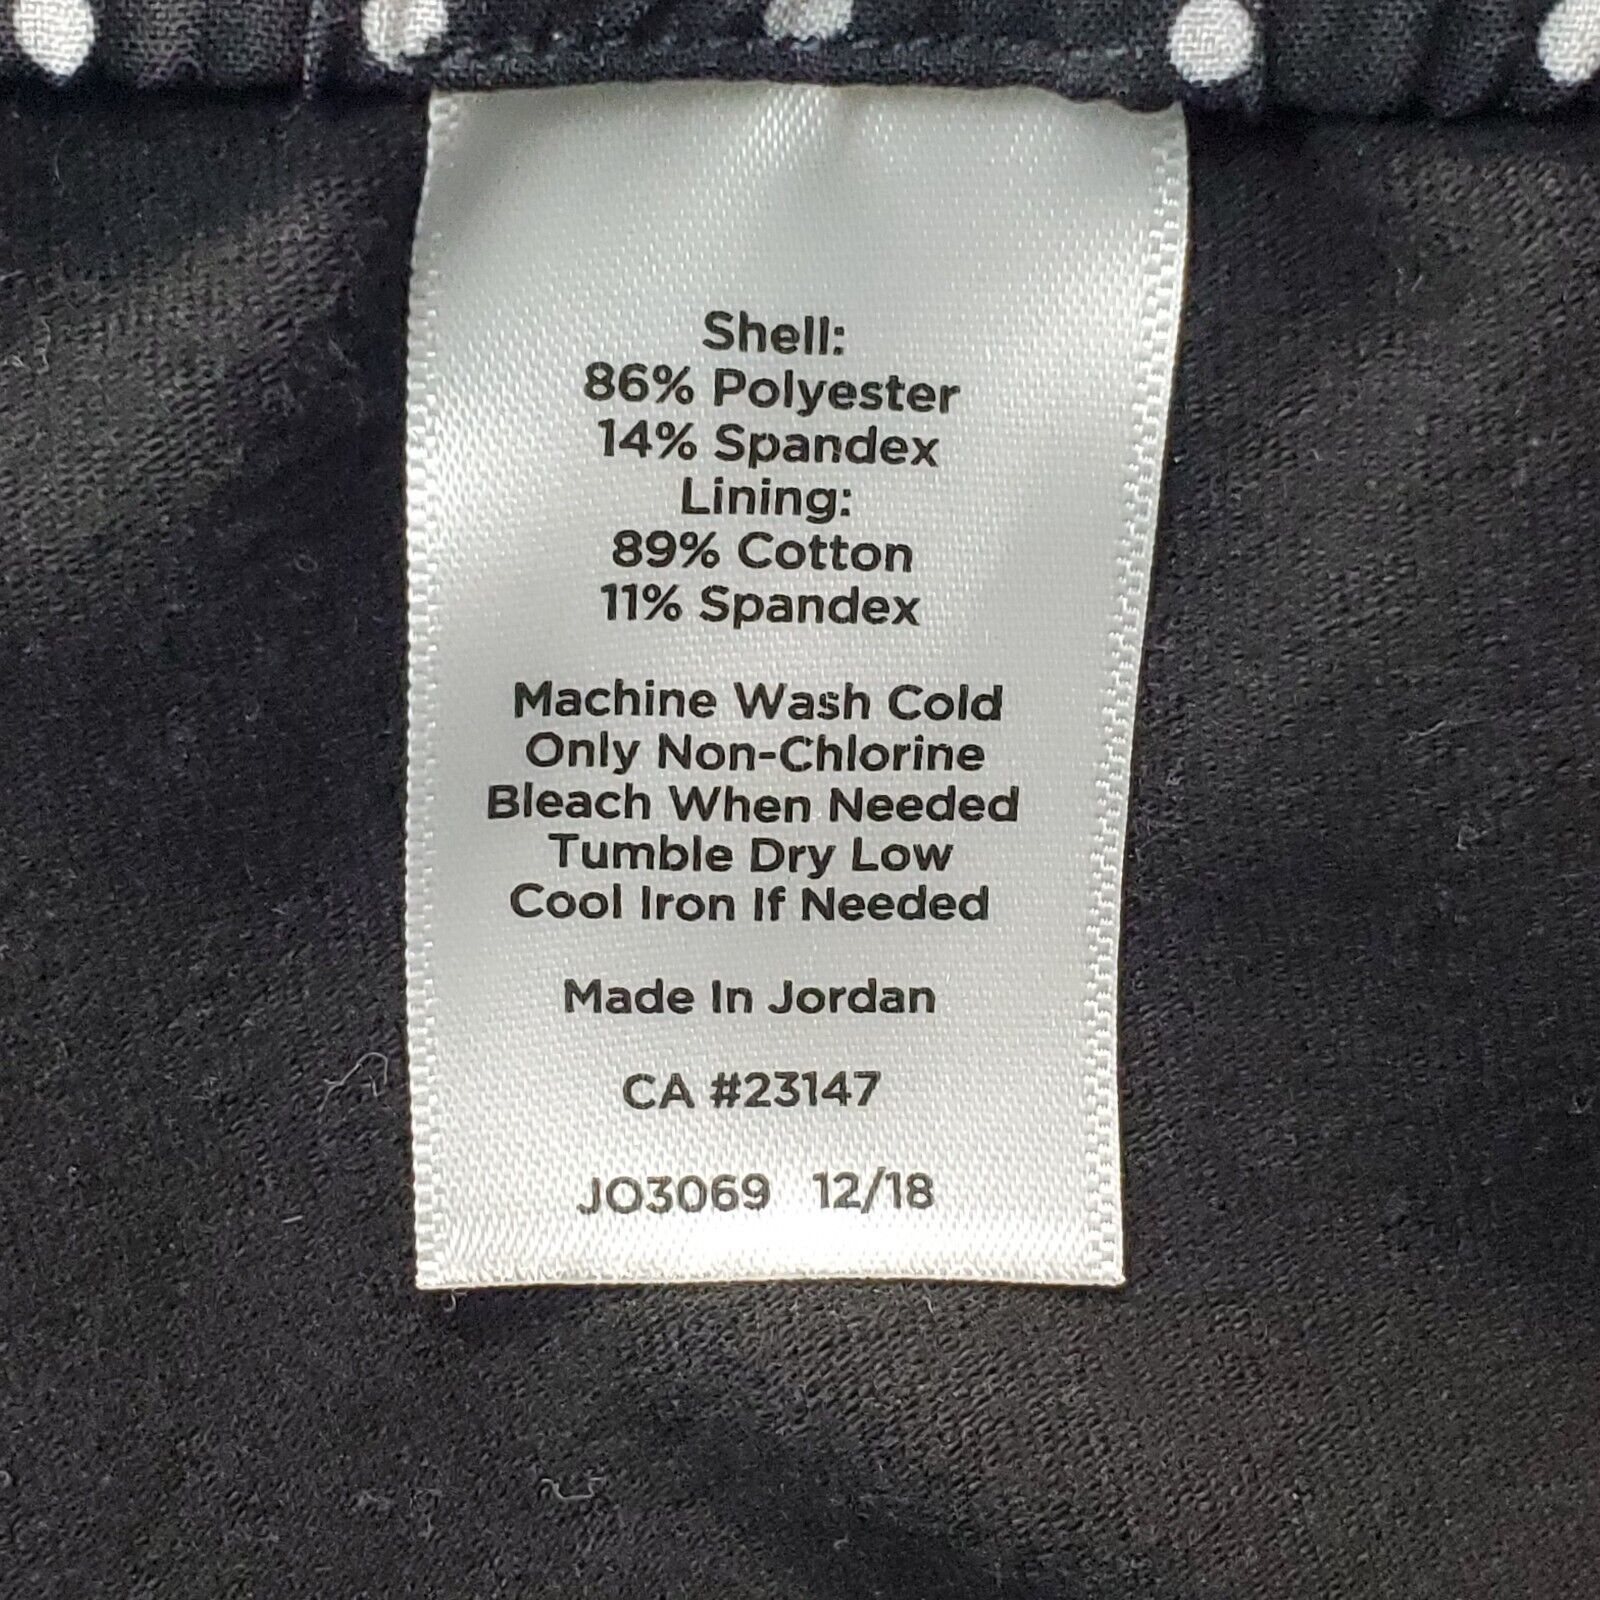 Shell:
86% Polyester
14% Spandex
Lining:
89% Cotton
11% Spandex
Machine Wash Cold
Only Non-Chlorine
Bleach When Needed
Tumble Dry Low
Cool Iron If Needed
Made In Jordan
CA #23147
JO3069 12/18